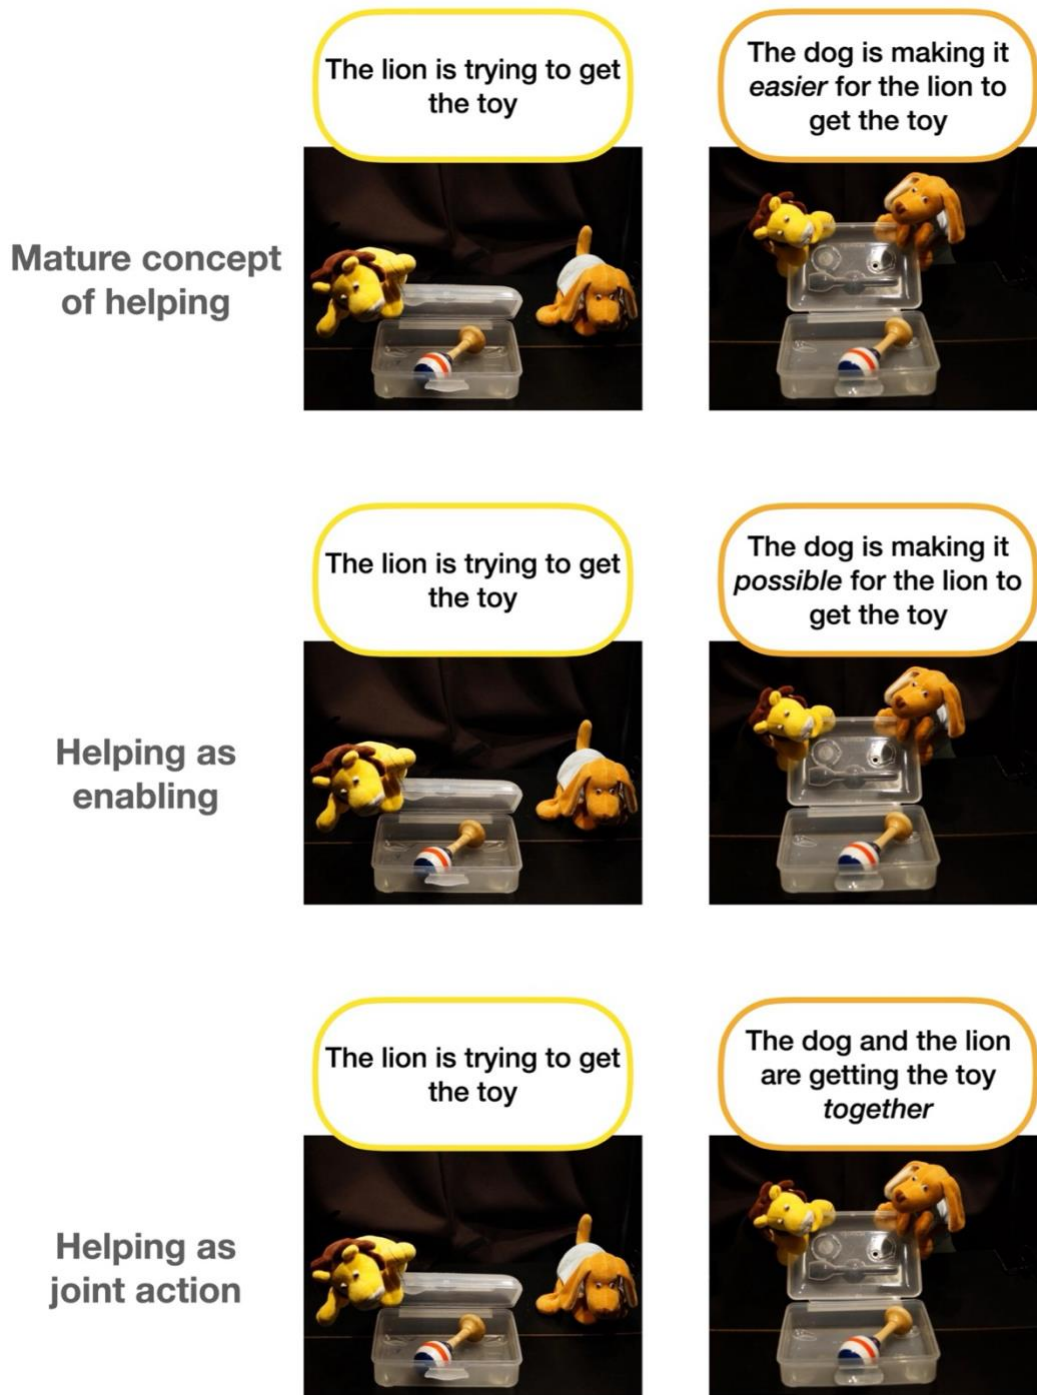 The lion is trying to get
the toy
The dog is making it
easier for the lion to
get the toy
Mature concept
of helping
The lion is trying to get
the toy
The dog is making it
possible for the lion to
get the toy
Helping as
enabling
The lion is trying to get
the toy
The dog and the lion
are getting the toy
together
Helping as
joint action